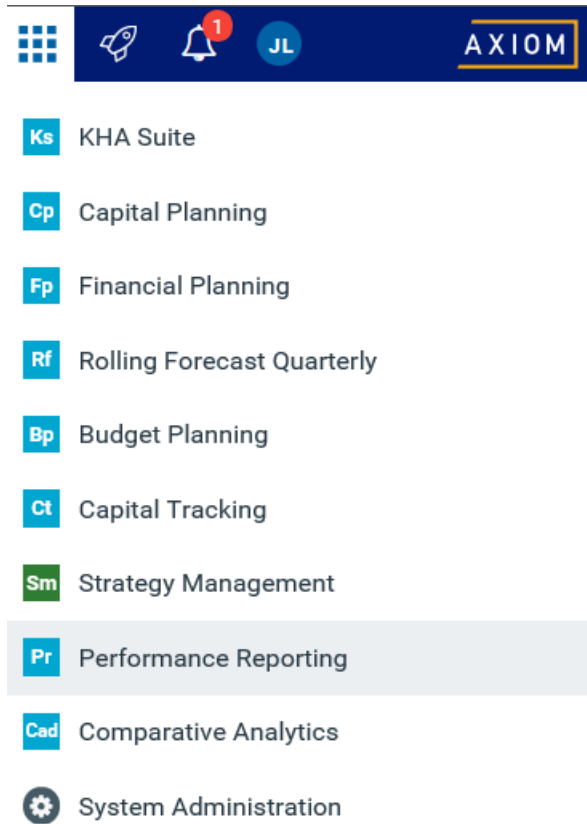 1
JL
AXIOM
Ks KHA Suite
Cp Capital Planning
Fp Financial Planning
Rf Rolling Forecast Quarterly
Bp Budget Planning
Ct Capital Tracking
Sm Strategy Management
Pr Performance Reporting
Cad Comparative Analytics
System Administration